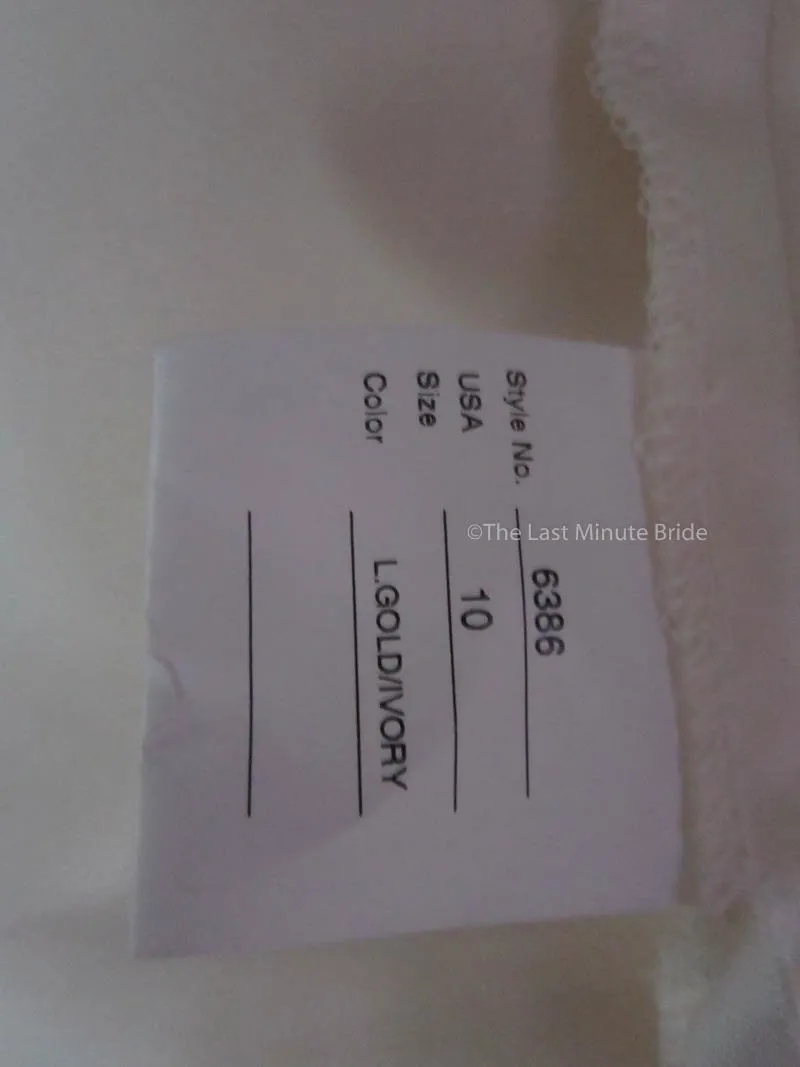 Style No. 6386
USA 10
Size
Color L.GOLD/IVORY
©The Last Minute Bride